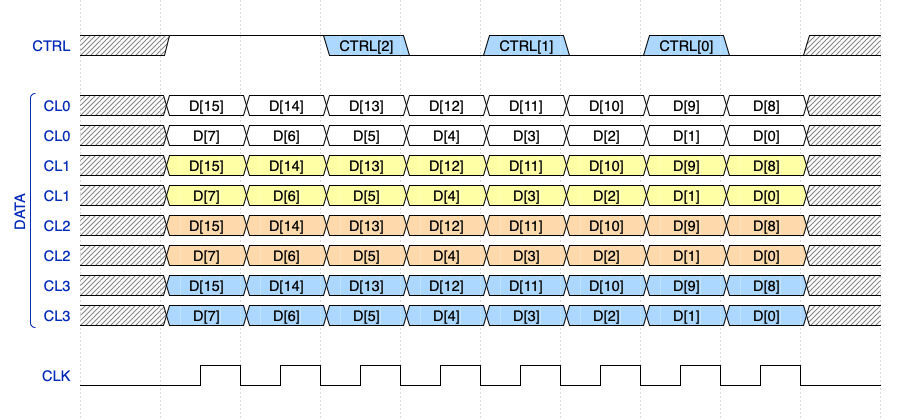 CTRL CTRL[2] CTRL[1] CTRL[0]
DATA
CL0 D[15] D[14] D[13] D[12] D[11] D[10] D[9] D[8]
CL0 D[7] D[6] D[5] D[4] D[3] D[2] D[1] D[0]
CL1 D[15] D[14] D[13] D[12] D[11] D[10] D[9] D[8]
CL1 D[7] D[6] D[5] D[4] D[3] D[2] D[1] D[0]
CL2 D[15] D[14] D[13] D[12] D[11] D[10] D[9] D[8]
CL2 D[7] D[6] D[5] D[4] D[3] D[2] D[1] D[0]
CL3 D[15] D[14] D[13] D[12] D[11] D[10] D[9] D[8]
CL3 D[7] D[6] D[5] D[4] D[3] D[2] D[1] D[0]
CLK